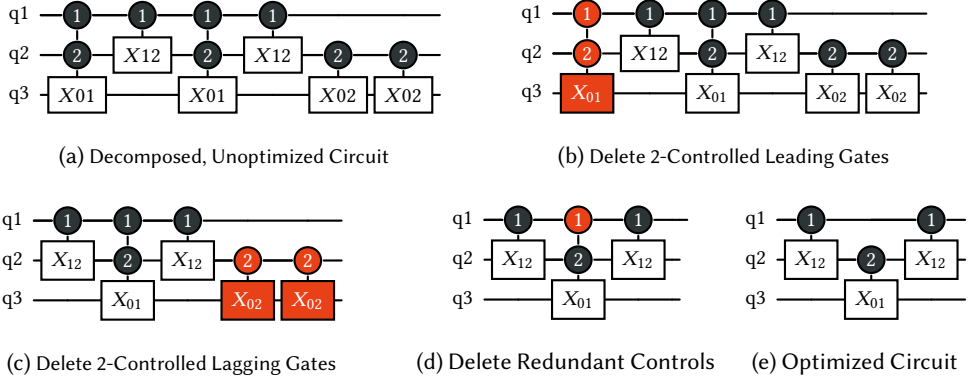 q1 1 1 1 1
q2 2 X12 2 X12 2 2
q3 X01 X01 X02 X02
(a) Decomposed, Unoptimized Circuit
q1 1 1 1 1
q2 2 X12 2 X12 2 2
q3 X01 X01 X02 X02
(b) Delete 2-Controlled Leading Gates
q1 1 1 1
q2 X12 2 X12 2 2
q3 X01 X02 X02
(c) Delete 2-Controlled Lagging Gates
q1 1 1 1
q2 X12 2 X12
q3 X01
(d) Delete Redundant Controls
q1 1 1
q2 X12 2 X12
q3 X01
(e) Optimized Circuit